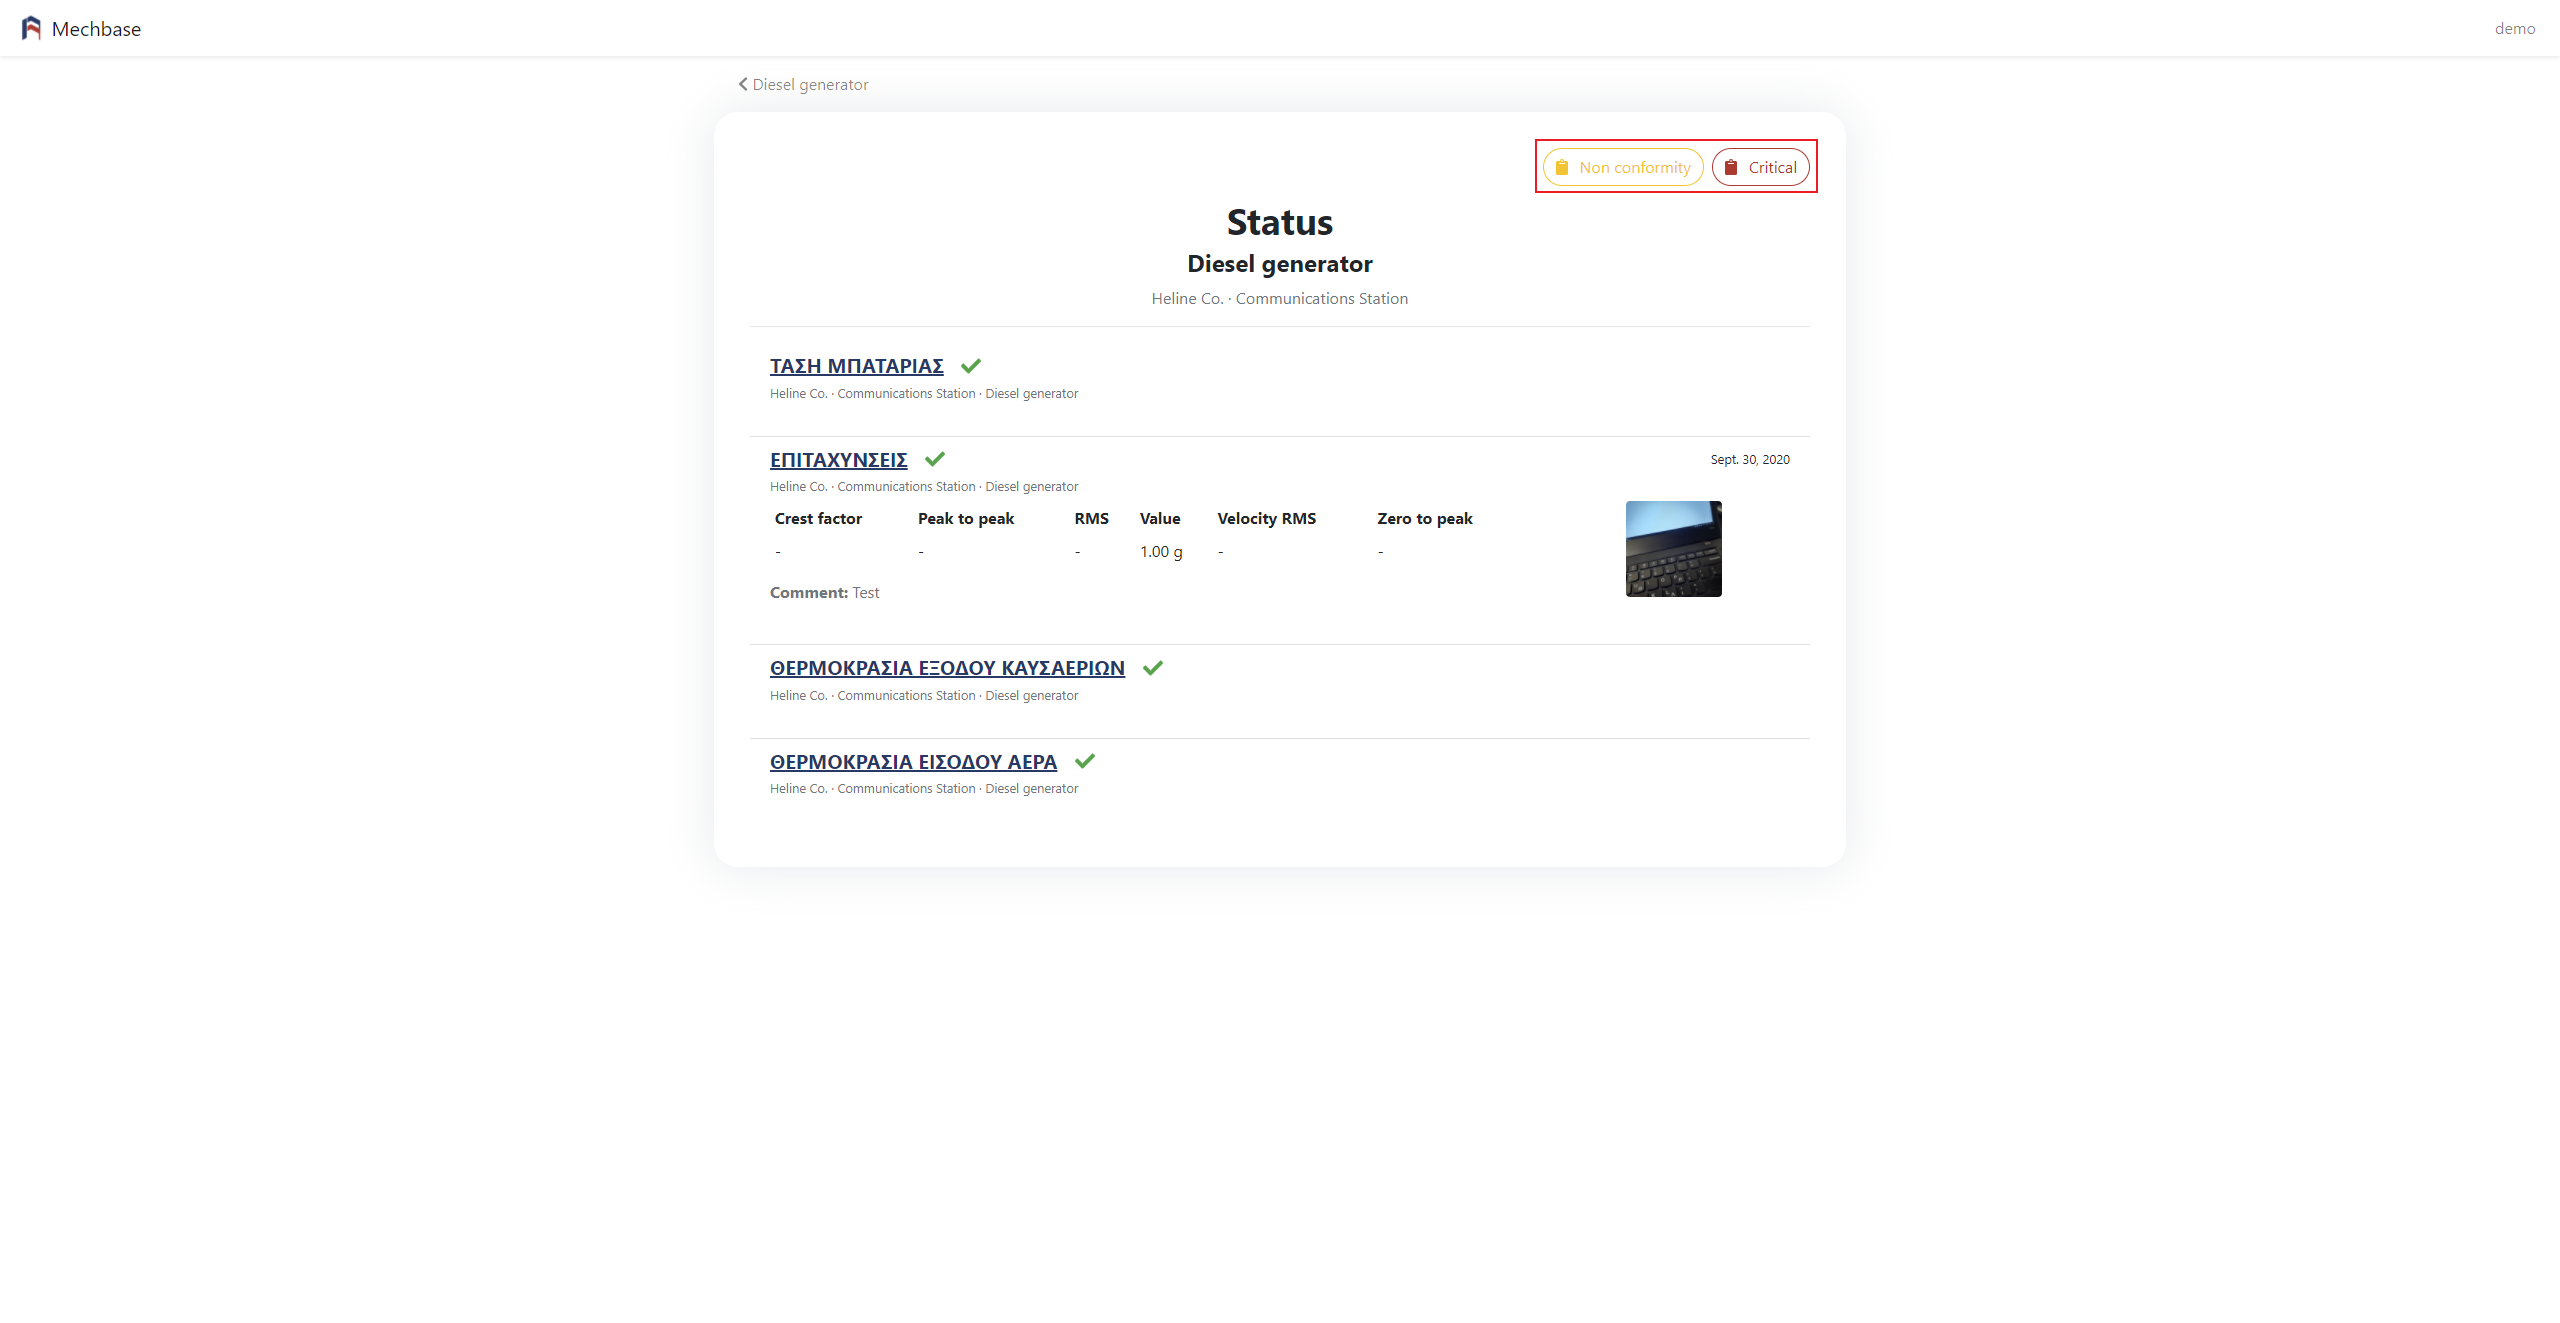 Mechbase
demo
Diesel generator
Non conformity
Critical
Status
Diesel generator
Heline Co. · Communications Station
ΤΑΣΗ ΜΠΑΤΑΡΙΑΣ
Heline Co. · Communications Station · Diesel generator
ΕΠΙΤΑΧΥΝΣΕΙΣ
Sept. 30, 2020
Heline Co. · Communications Station · Diesel generator
Crest factor Peak to peak RMS Value Velocity RMS Zero to peak
- - - 1.00 g - -
Comment: Test
ΘΕΡΜΟΚΡΑΣΙΑ ΕΞΟΔΟΥ ΚΑΥΣΑΕΡΙΩΝ
Heline Co. · Communications Station · Diesel generator
ΘΕΡΜΟΚΡΑΣΙΑ ΕΙΣΟΔΟΥ ΑΕΡΑ
Heline Co. · Communications Station · Diesel generator